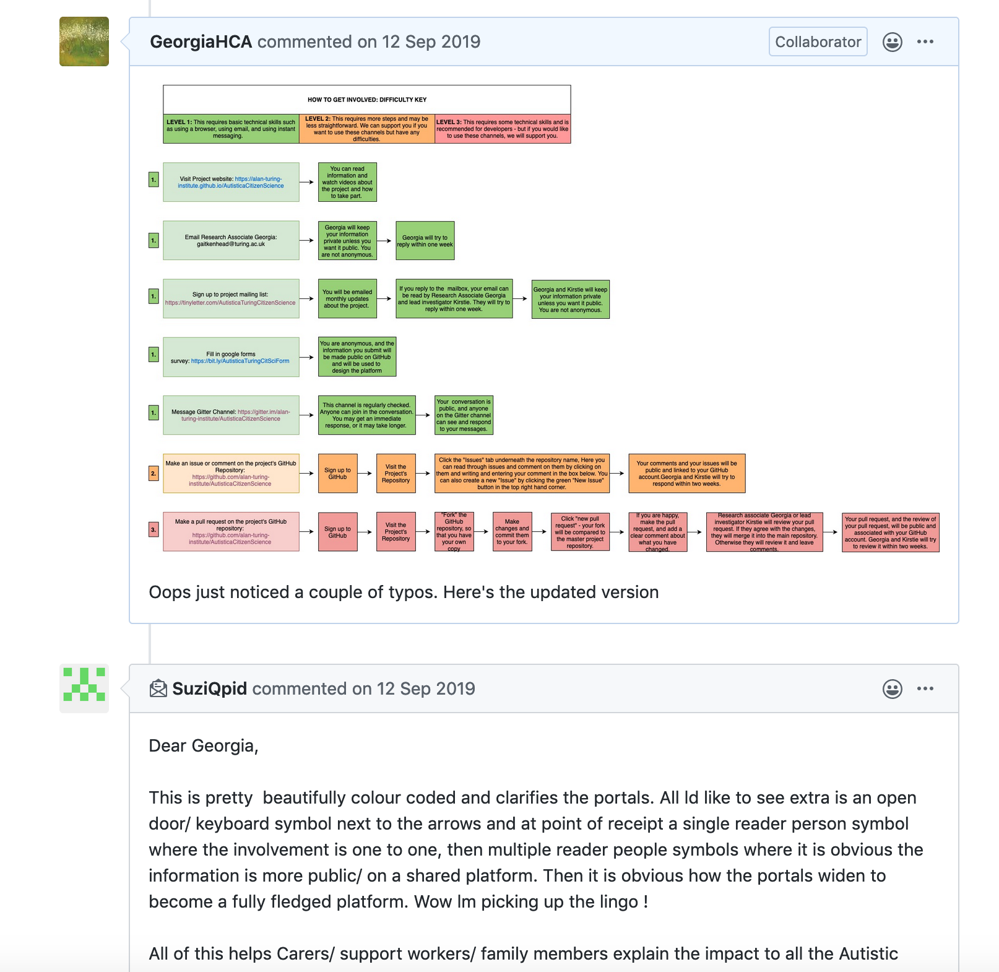 GeorgiaHCA commented on 12 Sep 2019
Collaborator
HOW TO GET INVOLVED: DIFFICULTY KEY
LEVEL 1: This requires basic technical skills such
as using a browser, using email, and using instant
messaging.
LEVEL 2: This requires more steps and may be
less straightforward. We can support you if you
want to use these channels but have any
difficulties.
LEVEL 3: This requires some technical skills and is
recommended for developers - but if you would like
to use these channels, we will support you.
1.
Visit Project website: https://alan-turing-
institute.github.io/AutisticaCitizenScience
You can read
information and
watch videos about
the project and how
to take part.
1.
Email Research Associate Georgia:
gaitkenhead@turing.ac.uk
Georgia will keep
your information
private unless you
want it public. You
are not anonymous.
Georgia will try to
reply within one week
1.
Sign up to project mailing list:
https://tinyletter.com/AutisticaTuringCitizenScience
You will be emailed
monthly updates
about the project.
If you reply to the mailbox, your email can
be read by Research Associate Georgia
and lead investigator Kirstie. They will try to
reply within one week.
Georgia and Kirstie will keep
your information private
unless you want it public.
You are not anonymous.
1.
Fill in google forms
survey: https://bit.ly/AutisticaTuringCitSciForm
You are anonymous, and the
information you submit will
be made public on GitHub
and will be used to
design the platform
1.
Message Gitter Channel: https://gitter.im/alan-
turing-institute/AutisticaCitizenScience
This channel is regularly checked.
Anyone can join in the conversation.
You may get an immediate
response, or it may take longer.
Your conversation is
public, and anyone
on the Gitter channel
can see and respond
to your messages.
2.
Make an issue or comment on the project's GitHub
Repository:
https://github.com/alan-turing-
institute/AutisticaCitizenScience
Sign up to
GitHub
Visit the
Project's
Repository
Click the "Issues" tab underneath the repository name, Here you
can read through issues and comment on them by clicking on
them and writing and entering your comment in the box below. You
can also create a new "Issue" by clicking the green "New Issue"
button in the top right hand corner.
Your comments and your issues will be
public and linked to your GitHub
account.Georgia and Kirstie will try to
respond within two weeks.
3.
Make a pull request on the project's GitHub
repository:
https://github.com/alan-turing-
institute/AutisticaCitizenScience
Sign up to
GitHub
Visit the
Project's
Repository
"Fork" the
GitHub
repository, so
that you have
your own
copy
Make
changes and
commit them
to your fork.
Click "new pull
request" - your fork
will be compared to
the master project
repository.
If you are happy,
make the pull
request, and add a
clear comment about
what you have
changed.
Research associate Georgia or lead
investigator Kirstie will review your pull
request. If they agree with the changes,
they will merge it into the main repository.
Otherwise they will review it and leave
comments.
Your pull request, and the review of
your pull request, will be public and
associated with your GitHub
account. Georgia and Kirstie will try
to review it within two weeks.
Oops just noticed a couple of typos. Here's the updated version
SuziQpid commented on 12 Sep 2019
Dear Georgia,
This is pretty  beautifully colour coded and clarifies the portals. All Id like to see extra is an open
door/ keyboard symbol next to the arrows and at point of receipt a single reader person symbol
where the involvement is one to one, then multiple reader people symbols where it is obvious the
information is more public/ on a shared platform. Then it is obvious how the portals widen to
become a fully fledged platform. Wow Im picking up the lingo !
All of this helps Carers/ support workers/ family members explain the impact to all the Autistic